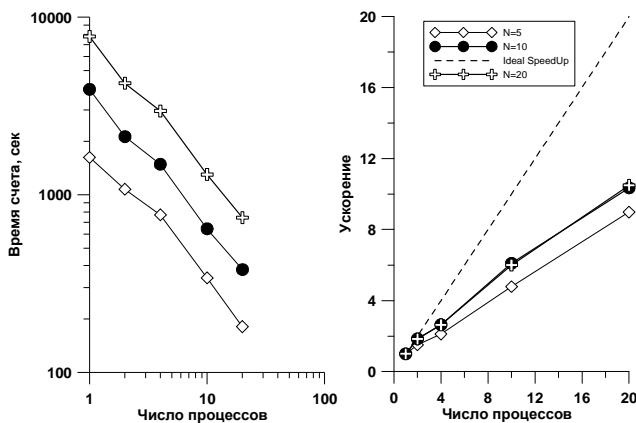 10000
1000
100
Время счета, сек
1
10
100
Число процессов
20
16
12
8
4
0
Ускорение
N=5
N=10
Ideal SpeedUp
N=20
0
4
8
12
16
20
Число процессов